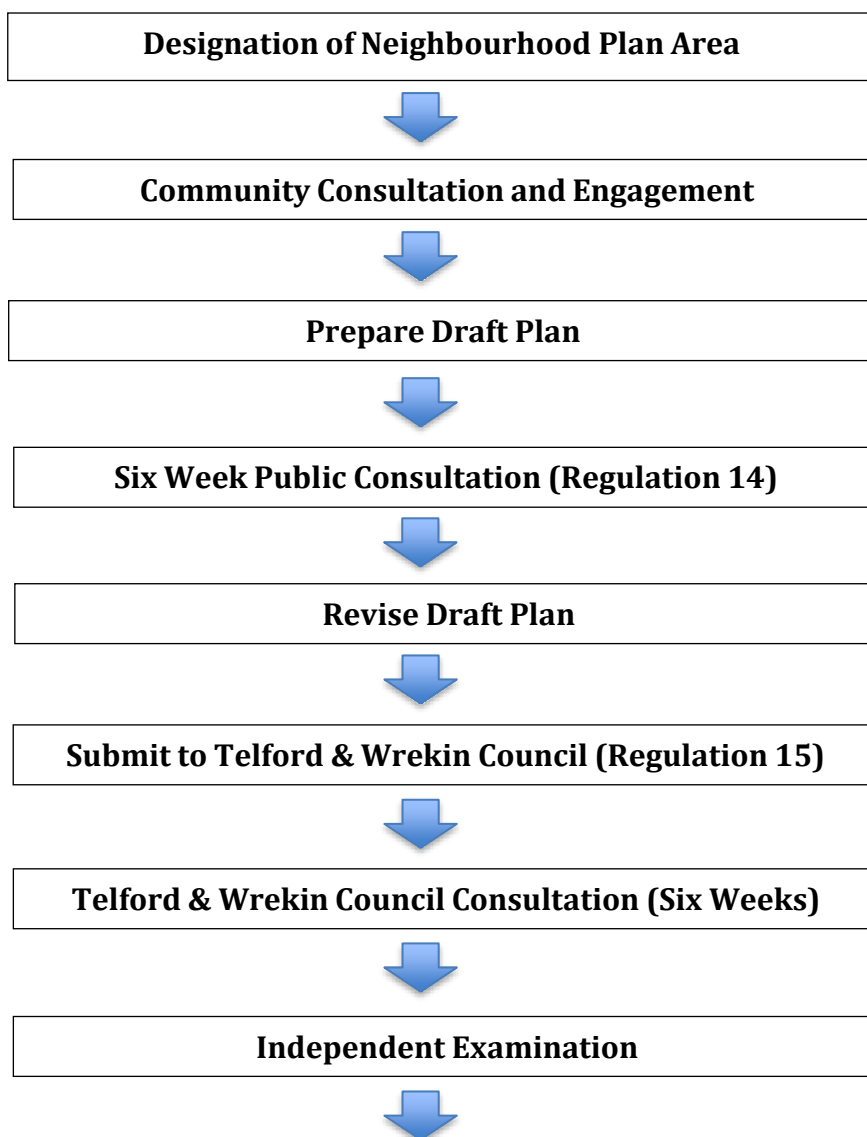 Designation of Neighbourhood Plan Area
Community Consultation and Engagement
Prepare Draft Plan
Six Week Public Consultation (Regulation 14)
Revise Draft Plan
Submit to Telford & Wrekin Council (Regulation 15)
Telford & Wrekin Council Consultation (Six Weeks)
Independent Examination